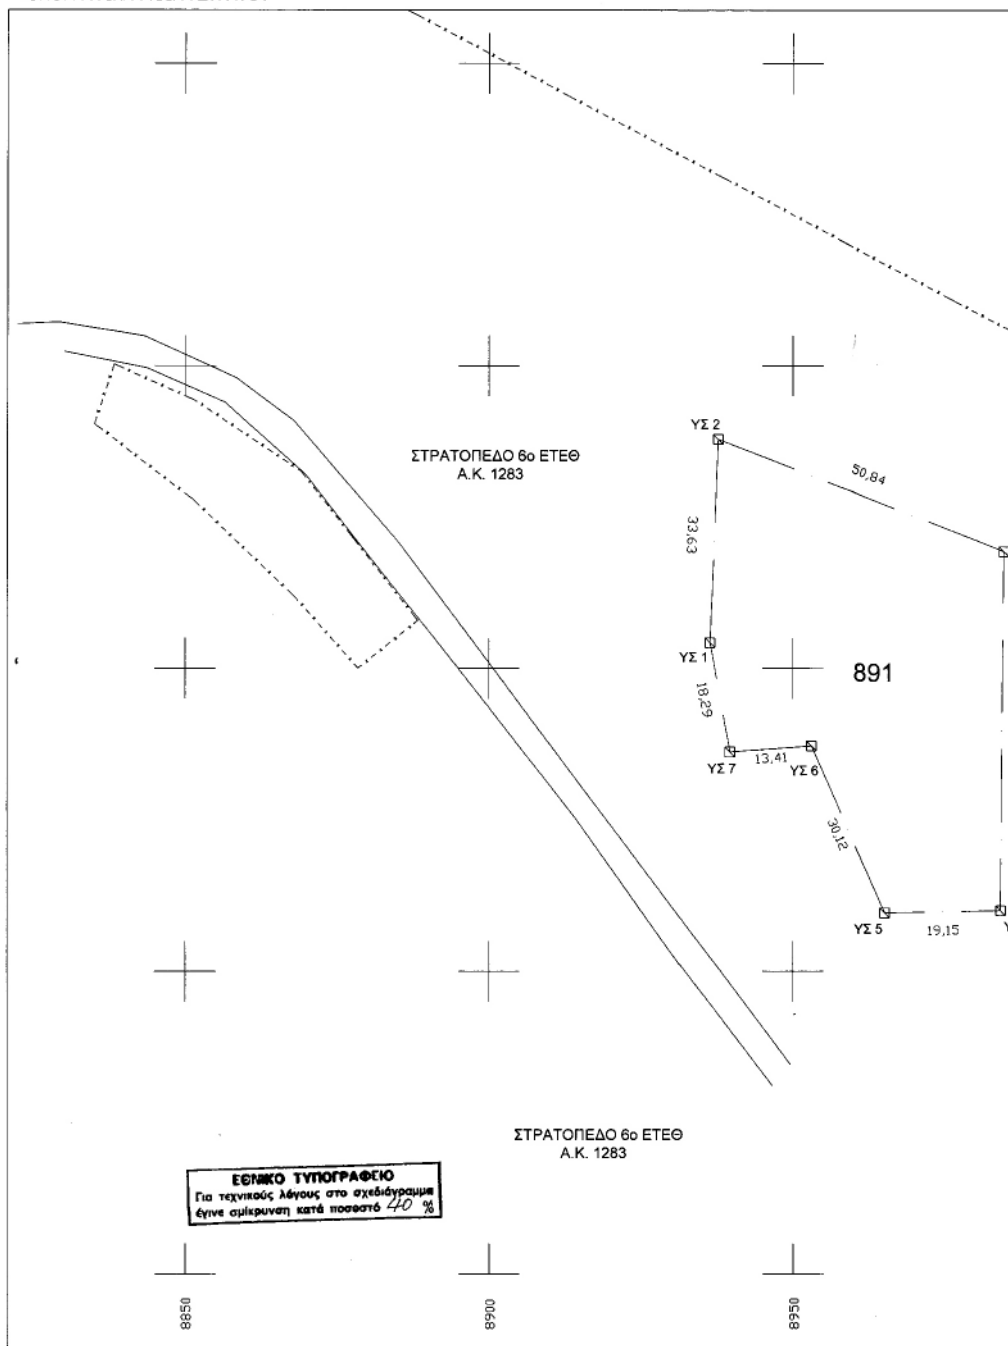 ΥΣ 2
50,84
ΣΤΡΑΤΟΠΕΔΟ 6ο ΕΤΕΘ
Α.Κ. 1283
33,63
ΥΣ 1
891
18,29
ΥΣ 7
13,41
ΥΣ 6
30,12
ΥΣ 5
19,15
ΣΤΡΑΤΟΠΕΔΟ 6ο ΕΤΕΘ
Α.Κ. 1283
ΕΘΝΙΚΟ ΤΥΠΟΓΡΑΦΕΙΟ
Για τεχνικούς λόγους στο σχεδιάγραμμα
έγινε σμίκρυνση κατά ποσοστό 40 %
8850
8900
8950